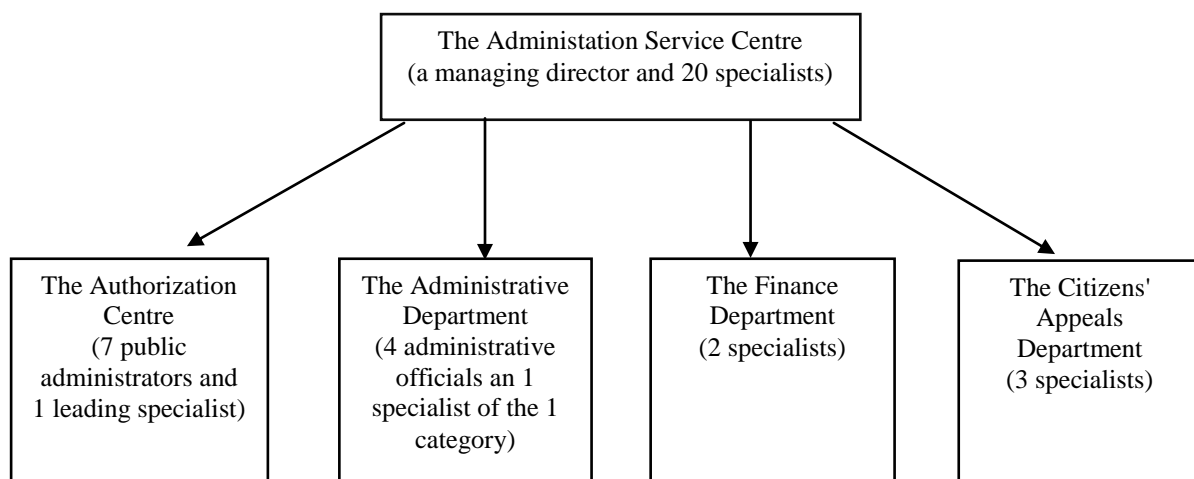 The Administation Service Centre
(a managing director and 20 specialists)
The Authorization
Centre
(7 public
administrators and
1 leading specialist)
The Administrative
Department
(4 administrative
officials an 1
specialist of the 1
category)
The Finance
Department
(2 specialists)
The Citizens'
Appeals
Department
(3 specialists)